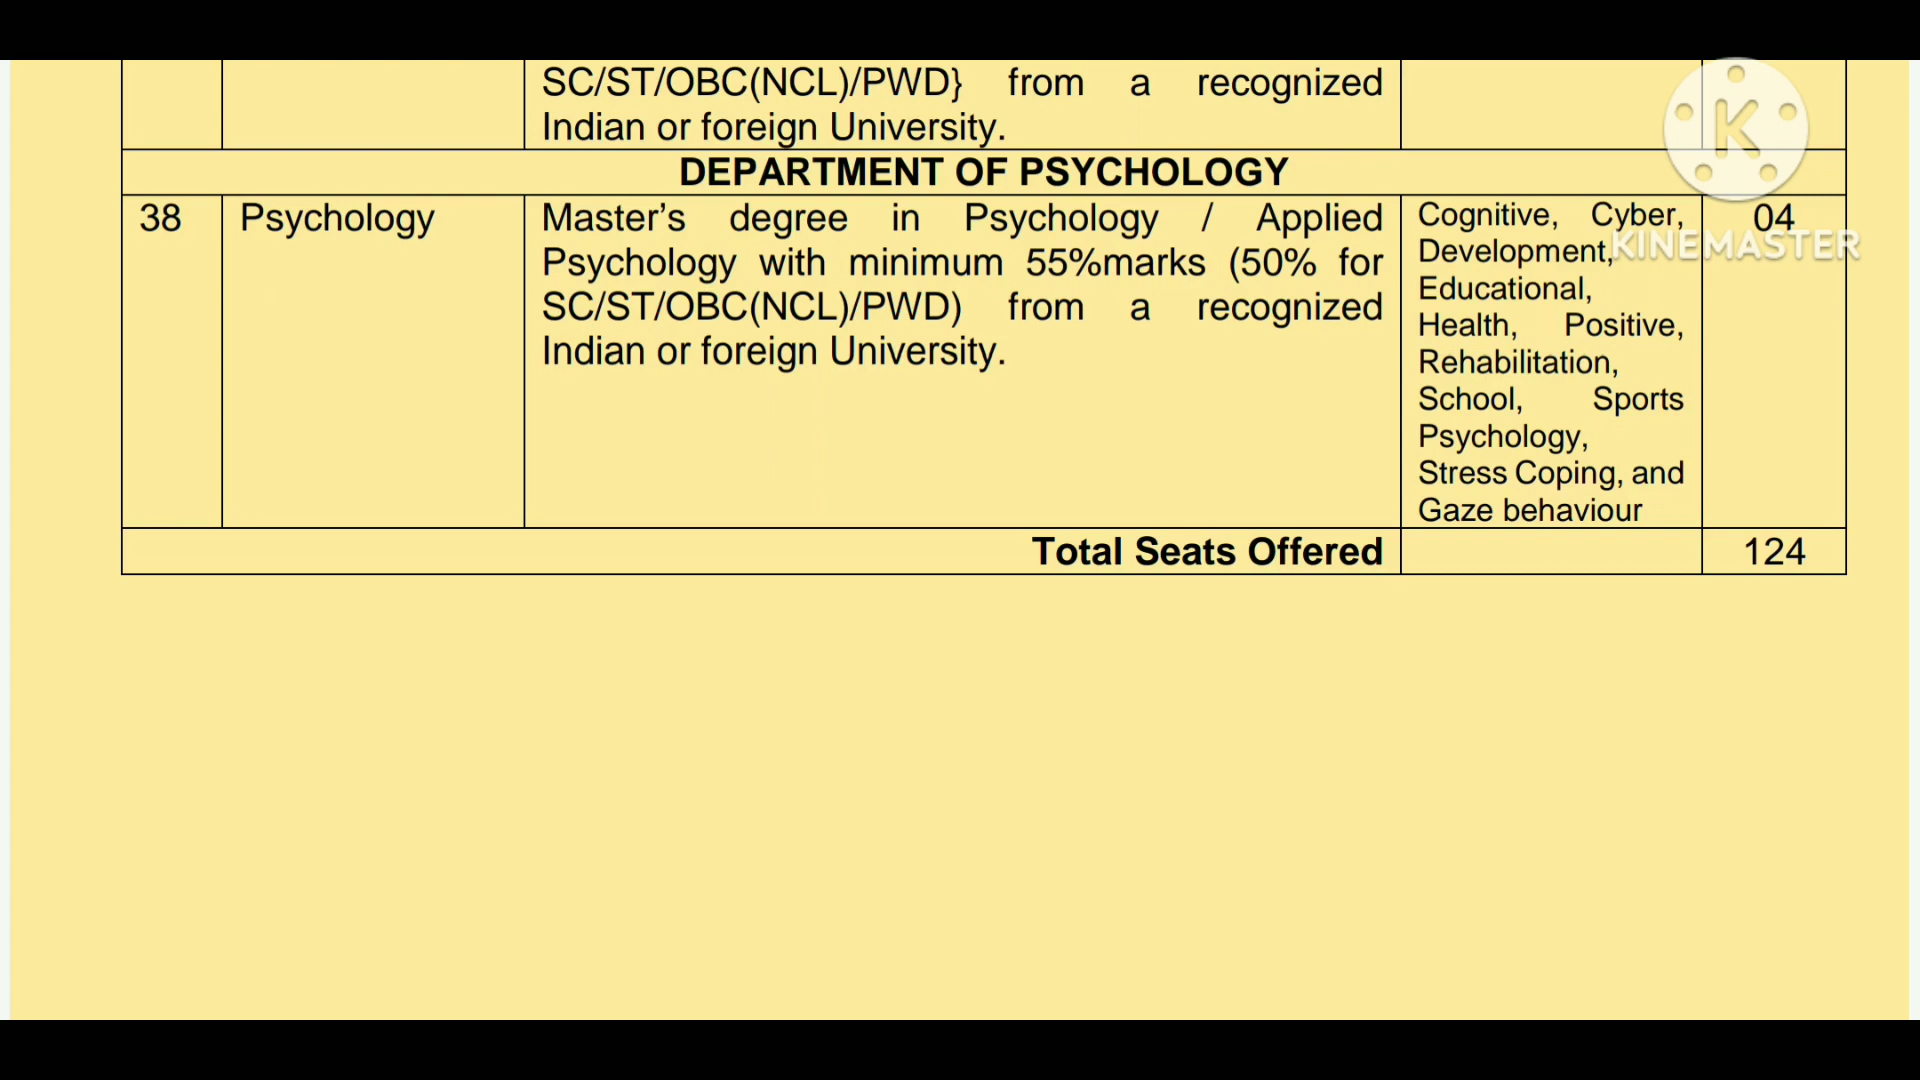 SC/ST/OBC(NCL)/PWD} from a recognized
Indian or foreign University.
DEPARTMENT OF PSYCHOLOGY
38
Psychology
Master’s degree in Psychology / Applied
Psychology with minimum 55%marks (50% for
SC/ST/OBC(NCL)/PWD) from a recognized
Indian or foreign University.
Cognitive, Cyber,
Development,
Educational,
Health, Positive,
Rehabilitation,
School, Sports
Psychology,
Stress Coping, and
Gaze behaviour
04
Total Seats Offered
124
K
KINEMASTER